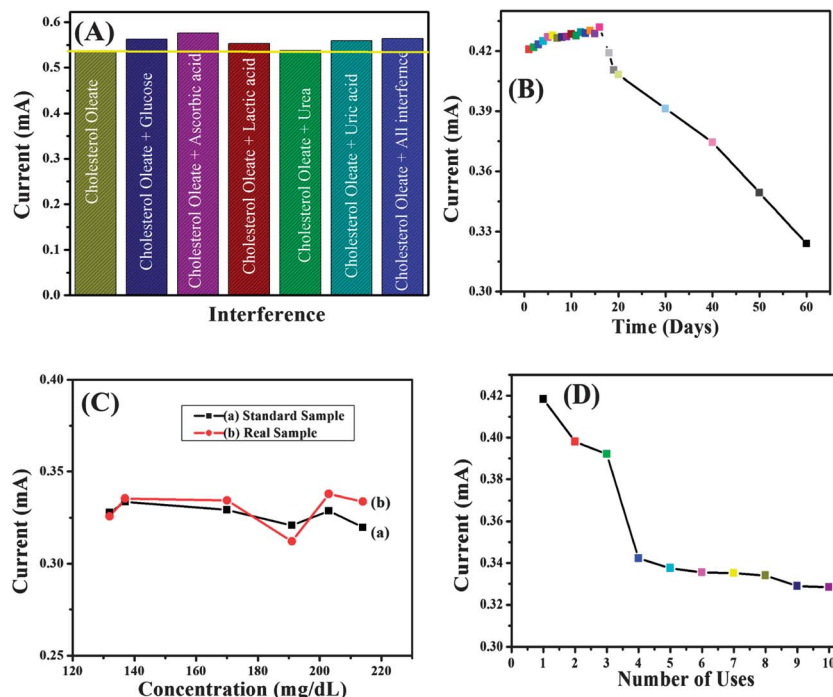 (A)
Current (mA)
0.6
0.5
0.4
0.3
0.2
0.1
0.0
Cholesterol Oleate
Cholesterol Oleate + Glucose
Cholesterol Oleate + Ascorbic acid
Cholesterol Oleate + Lactic acid
Cholesterol Oleate + Urea
Cholesterol Oleate + Uric acid
Cholesterol Oleate + All interfernce
Interference
(B)
Current (mA)
0.42
0.39
0.36
0.33
0.30
0 10 20 30 40 50 60
Time (Days)
(C)
Current (mA)
0.40
0.35
0.30
0.25
(a) Standard Sample
(b) Real Sample
(b)
(a)
120 140 160 180 200 220
Concentration (mg/dL)
(D)
Current (mA)
0.42
0.40
0.38
0.36
0.34
0.32
0.30
0 1 2 3 4 5 6 7 8 9 10
Number of Uses